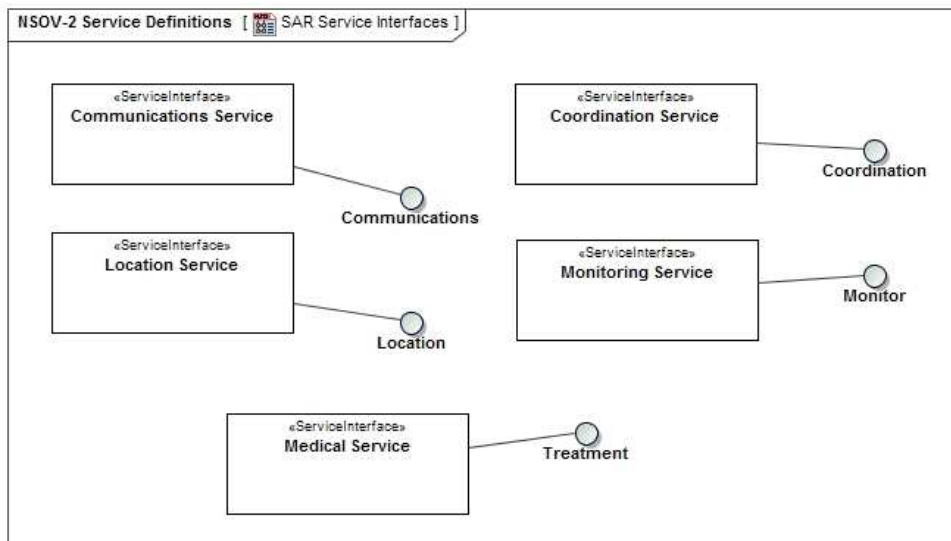 NSOV-2 Service Definitions [ SAR Service Interfaces ]
«ServiceInterface»
Communications Service
Communications
«ServiceInterface»
Coordination Service
Coordination
«ServiceInterface»
Location Service
Location
«ServiceInterface»
Monitoring Service
Monitor
«ServiceInterface»
Medical Service
Treatment